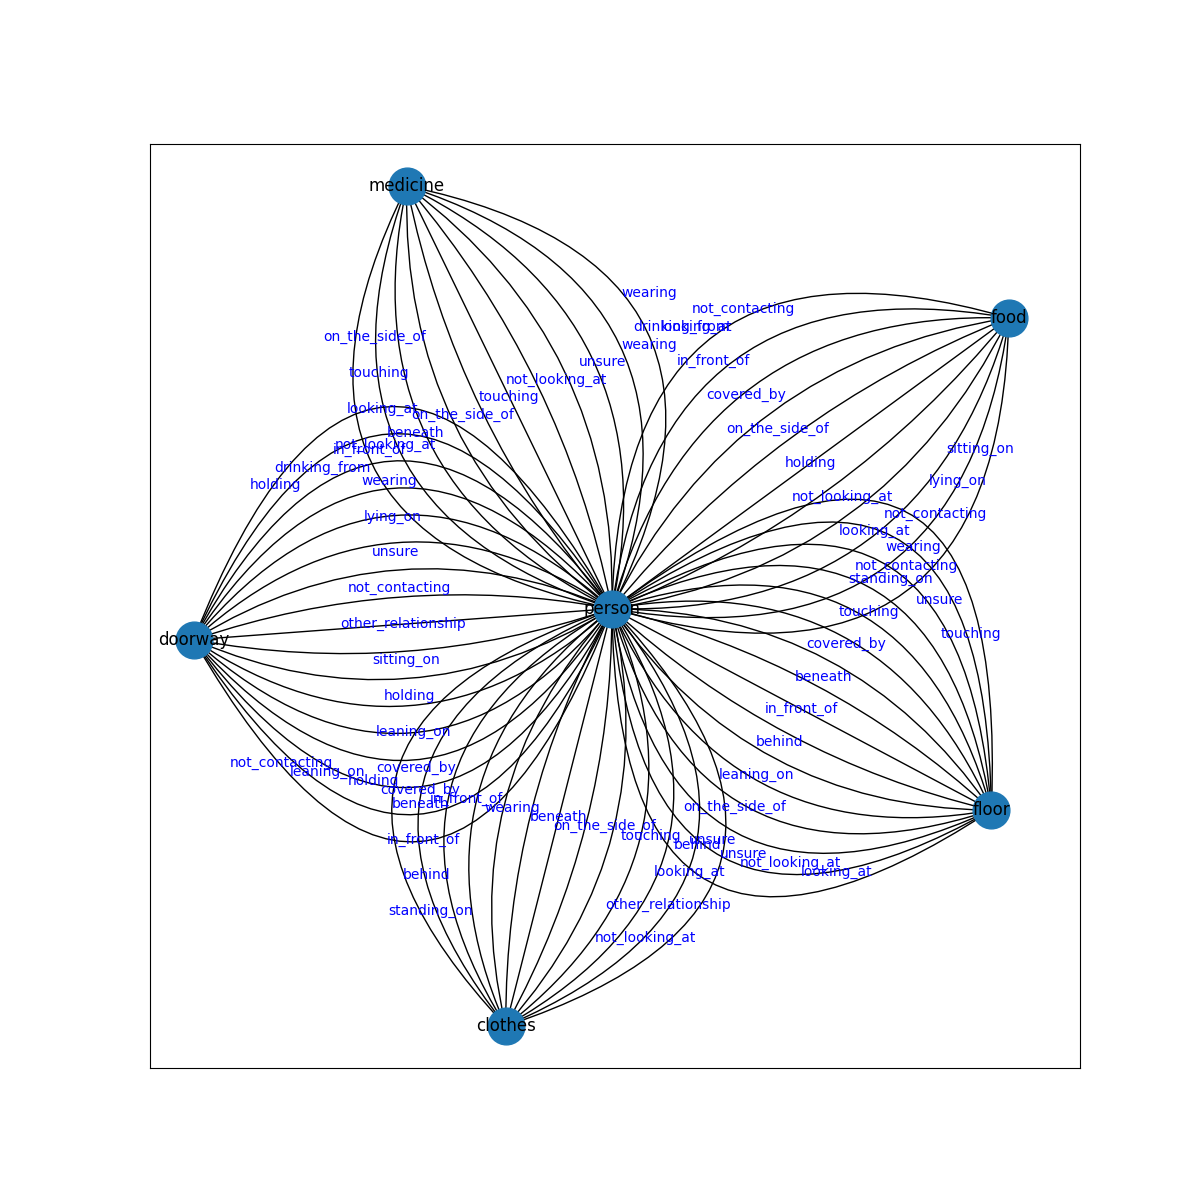 medicine
wearing
not_contacting
food
drinking_from
looking_at
on_the_side_of
wearing
in_front_of
unsure
touching
not_looking_at
covered_by
touching
looking_at
on_the_side_of
on_the_side_of
beneath
not_looking_at
in_front_of
sitting_on
holding
drinking_from
holding
wearing
lying_on
not_looking_at
lying_on
not_contacting
looking_at
unsure
wearing
not_contacting
standing_on
not_contacting
unsure
person
touching
other_relationship
touching
doorway
covered_by
sitting_on
beneath
holding
in_front_of
leaning_on
behind
not_contacting
leaning_on
covered_by
leaning_on
holding
covered_by
beneath
in_front_of
wearing
on_the_side_of
floor
beneath
on_the_side_of
touching
in_front_of
behind
unsure
unsure
not_looking_at
looking_at
behind
looking_at
standing_on
other_relationship
not_looking_at
clothes